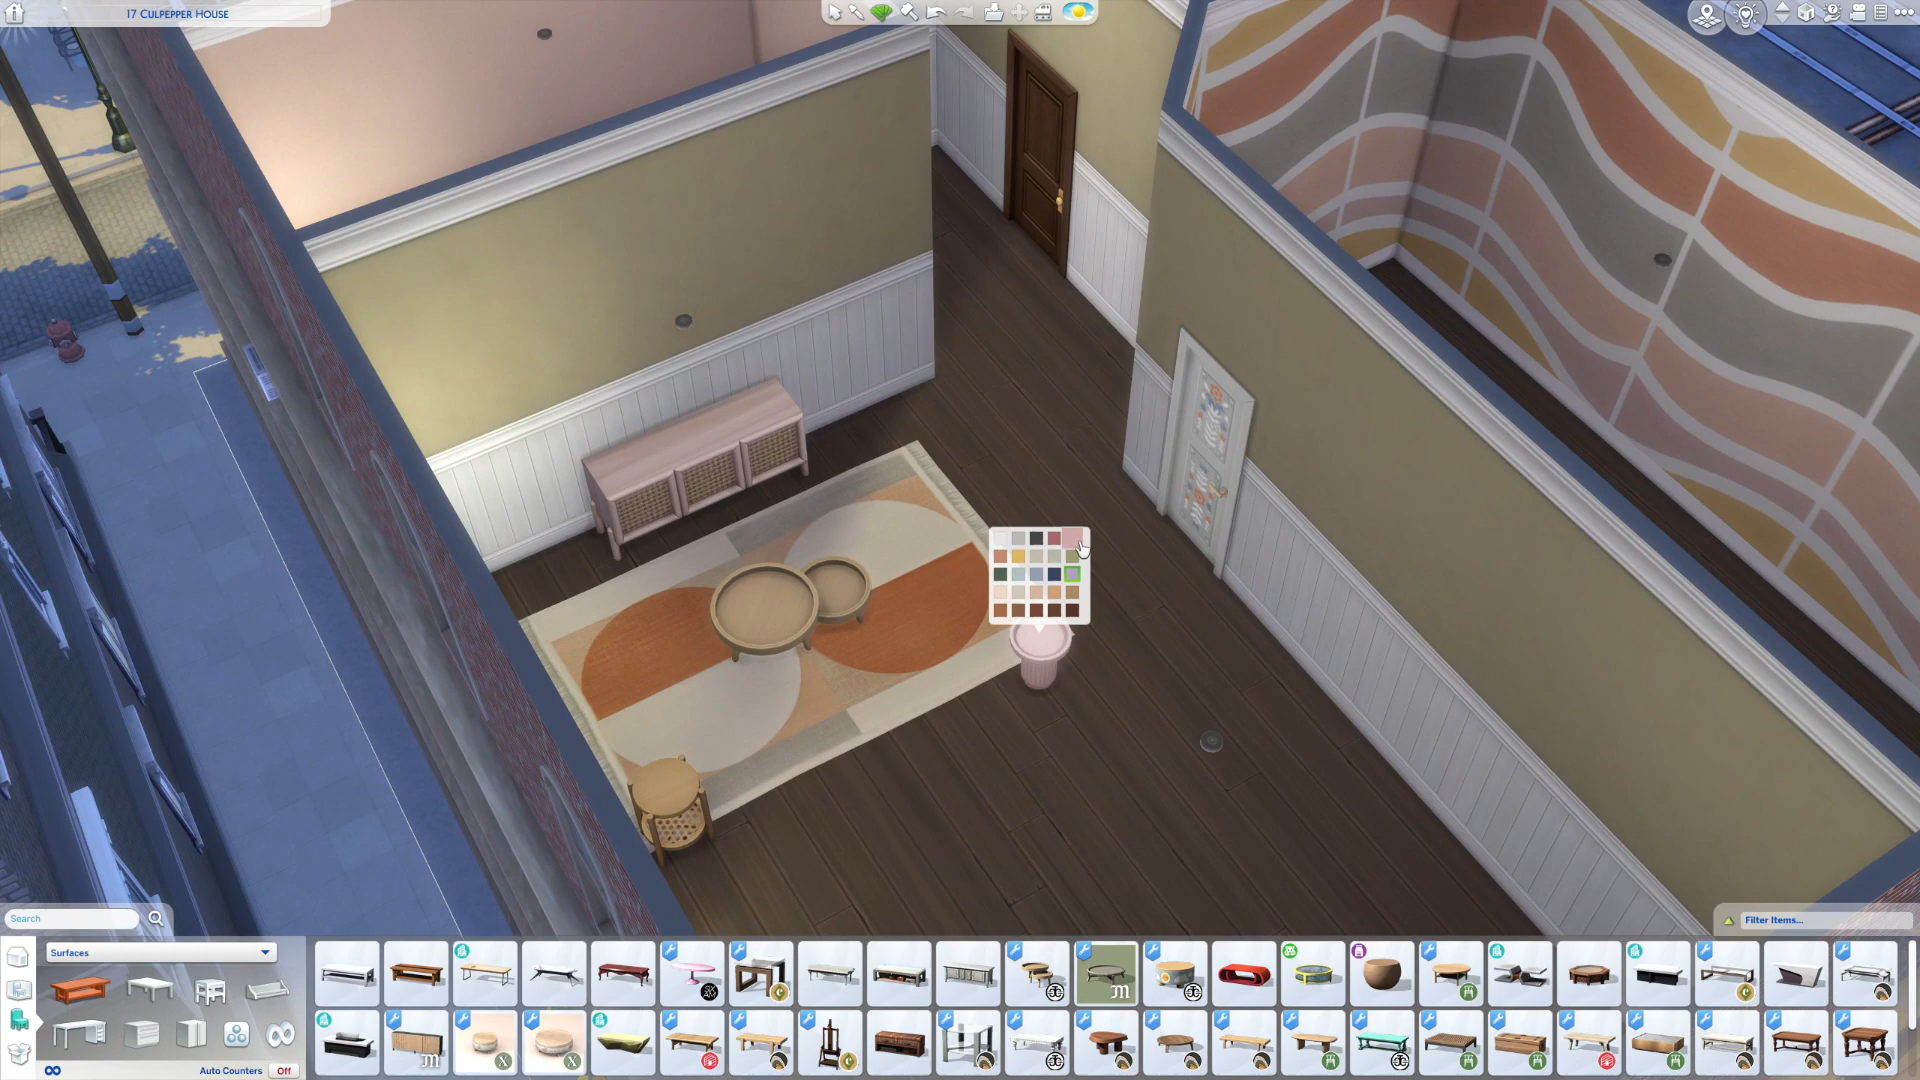 17 Culpepper House
Search
Filter Items...
Surfaces
Auto Counters
Off